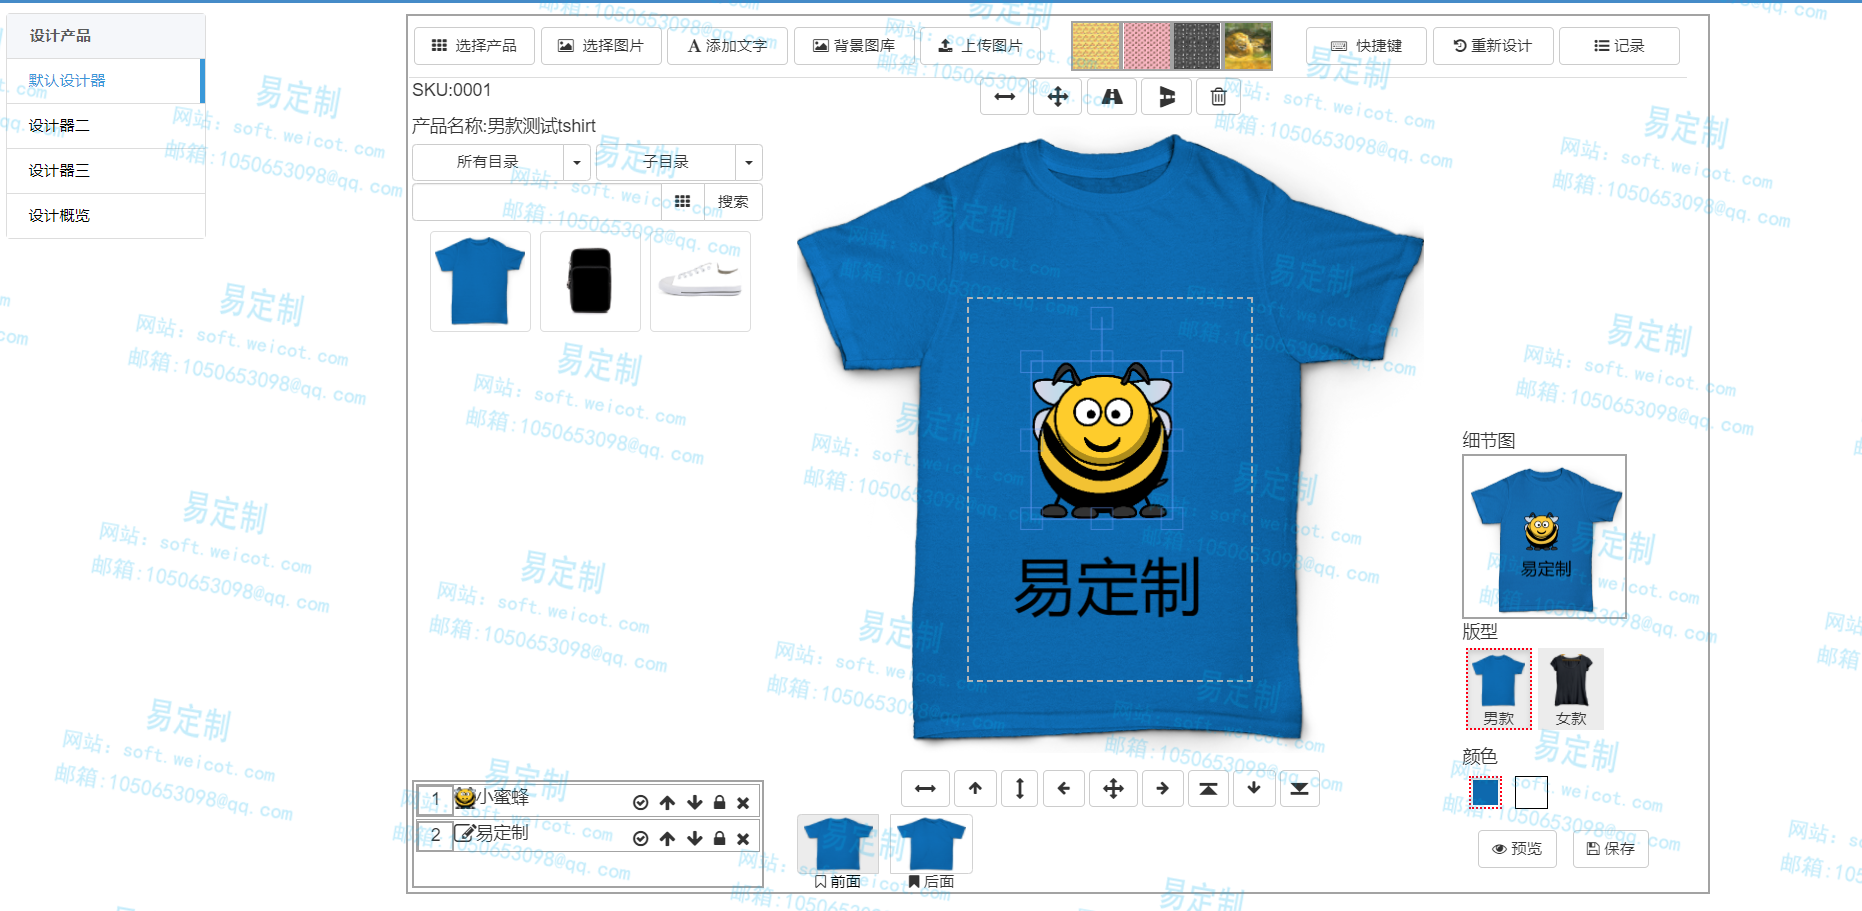 设计产品
默认设计器
设计器二
设计器三
设计概览
选择产品
选择图片
添加文字
背景图库
上传图片
快捷键
重新设计
记录
SKU:0001
产品名称:男款测试tshirt
所有目录
子目录
搜索
易定制
细节图
易定制
版型
男款
女款
颜色
1 小蜜蜂
2 易定制
前面
后面
预览
保存
易定制
网站: soft.weicot.com
邮箱:1050653098@qq.com